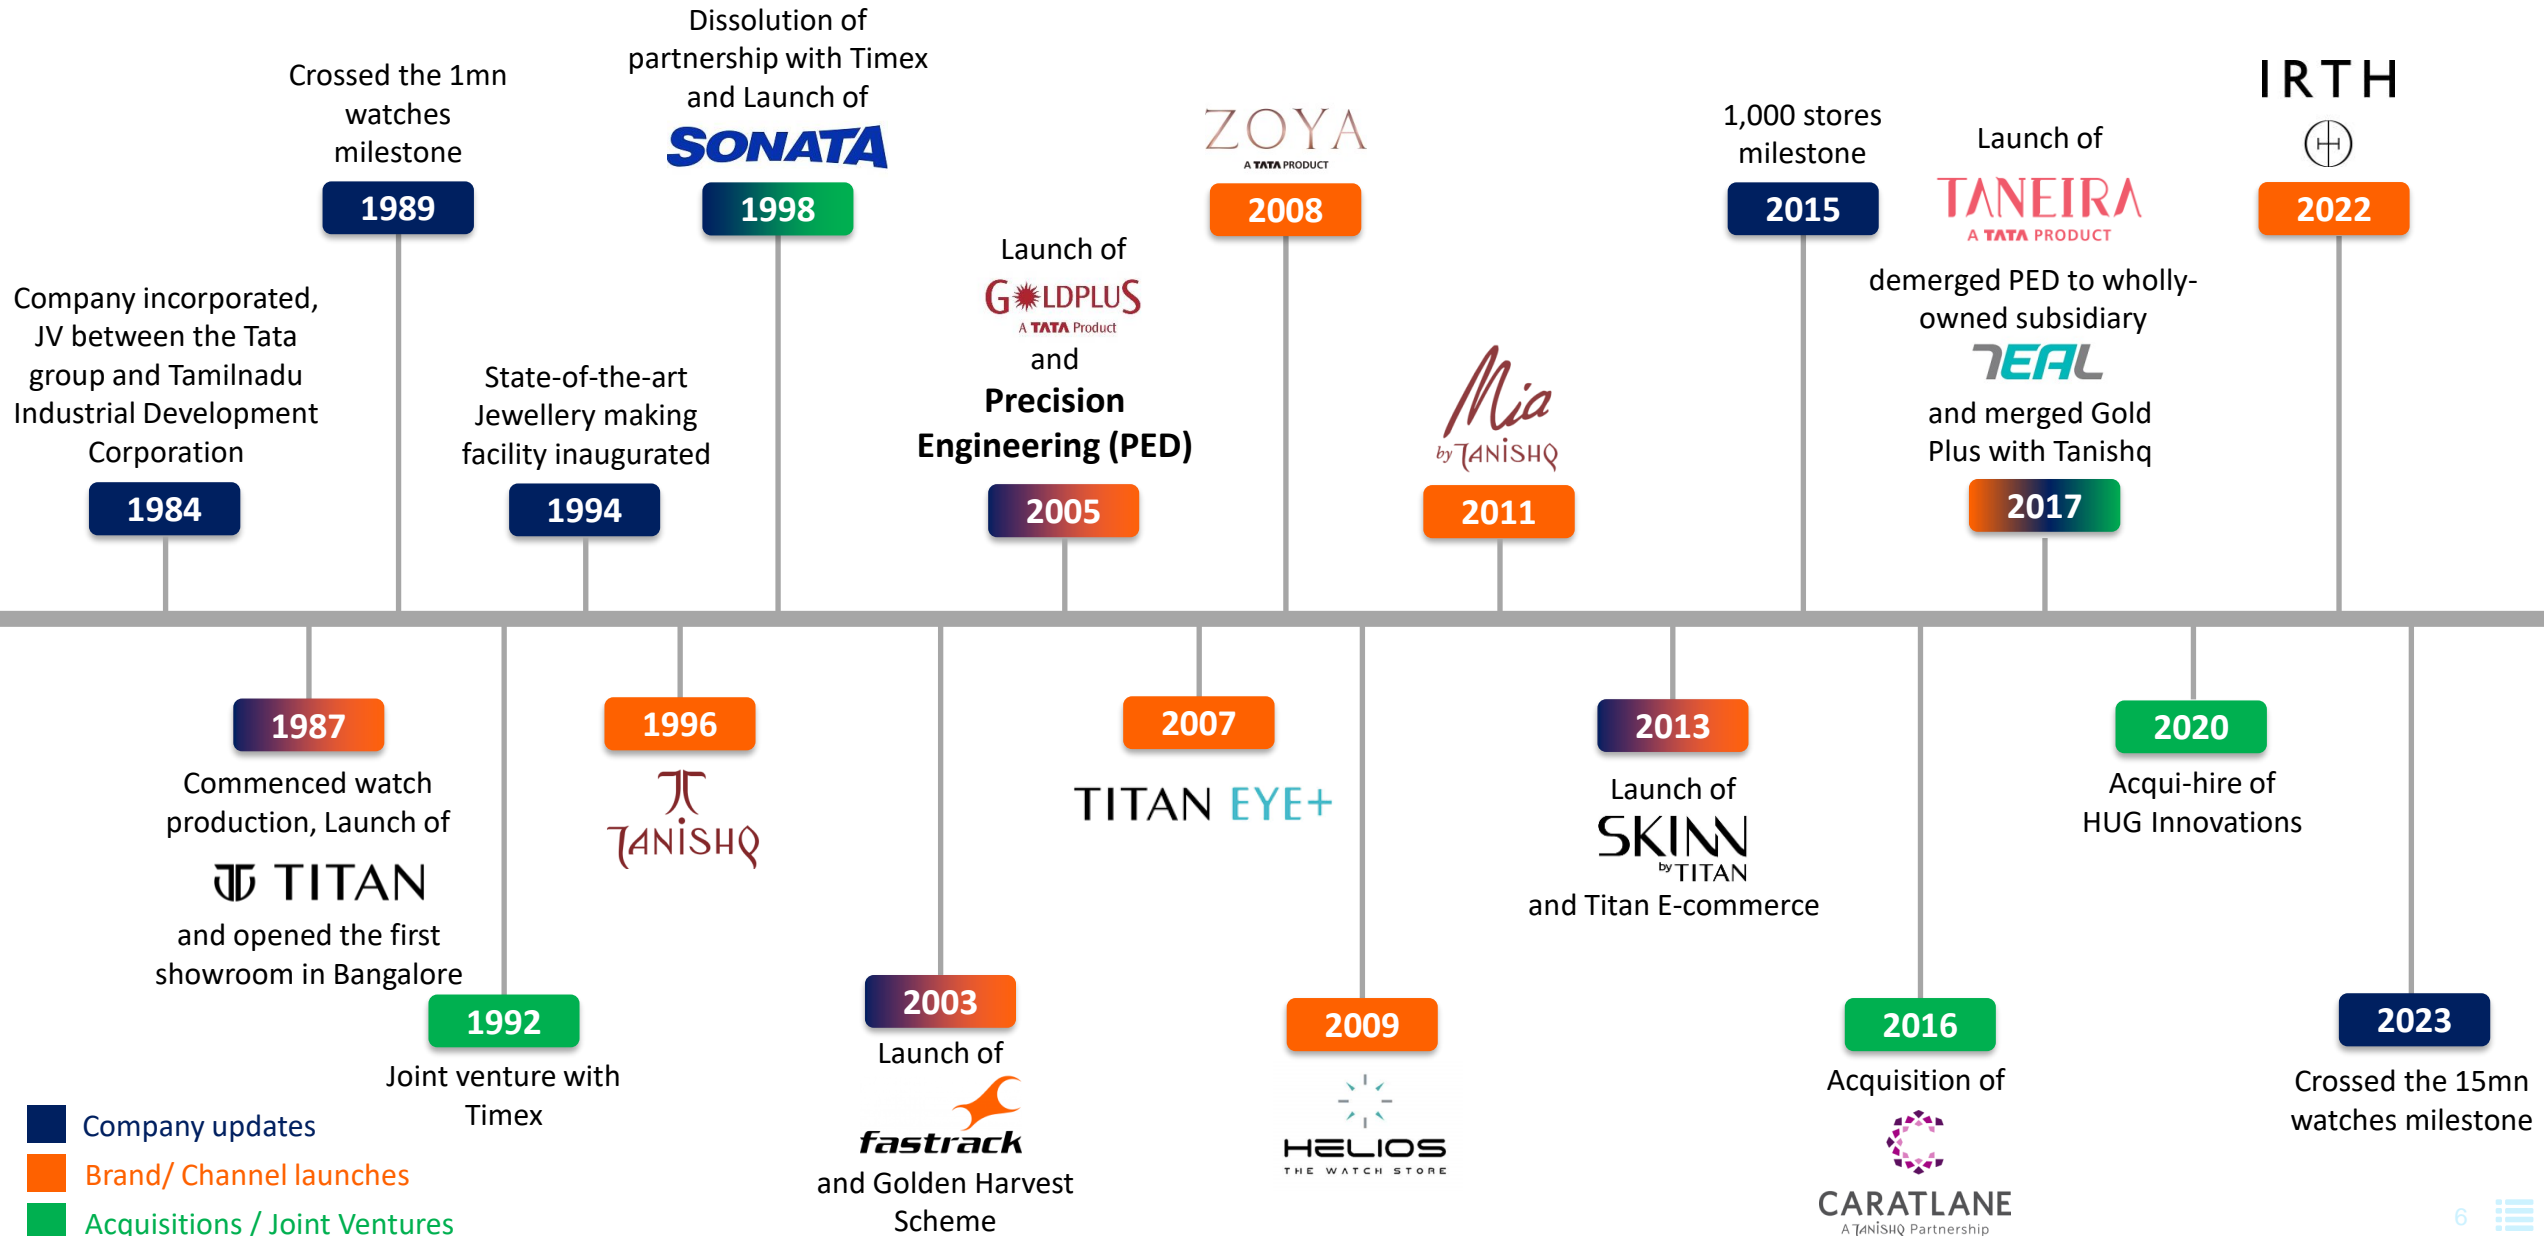 Company incorporated,
JV between the Tata
group and Tamilnadu
Industrial Development
Corporation
1984
1987
Commenced watch
production, Launch of
TITAN
and opened the first
showroom in Bangalore
Crossed the 1mn
watches
milestone
1989
1992
Joint venture with
Timex
State-of-the-art
Jewellery making
facility inaugurated
1994
1996
TANISHQ
Dissolution of
partnership with Timex
and Launch of
SONATA
1998
2003
Launch of
fastrack
and Golden Harvest
Scheme
Launch of
GOLDPLUS
A TATA Product
and
Precision
Engineering (PED)
2005
2007
TITAN EYE+
ZOYA
A TATA PRODUCT
2008
2009
HELIOS
THE WATCH STORE
Mia
by TANISHQ
2011
2013
Launch of
SKINN
by TITAN
and Titan E-commerce
1,000 stores
milestone
2015
2016
Acquisition of
CARATLANE
A TANISHQ Partnership
Launch of
TANEIRA
A TATA PRODUCT
demerged PED to wholly-
owned subsidiary
TEAL
and merged Gold
Plus with Tanishq
2017
2020
Acqui-hire of
HUG Innovations
IRTH
2022
2023
Crossed the 15mn
watches milestone
Company updates
Brand/ Channel launches
Acquisitions / Joint Ventures
6